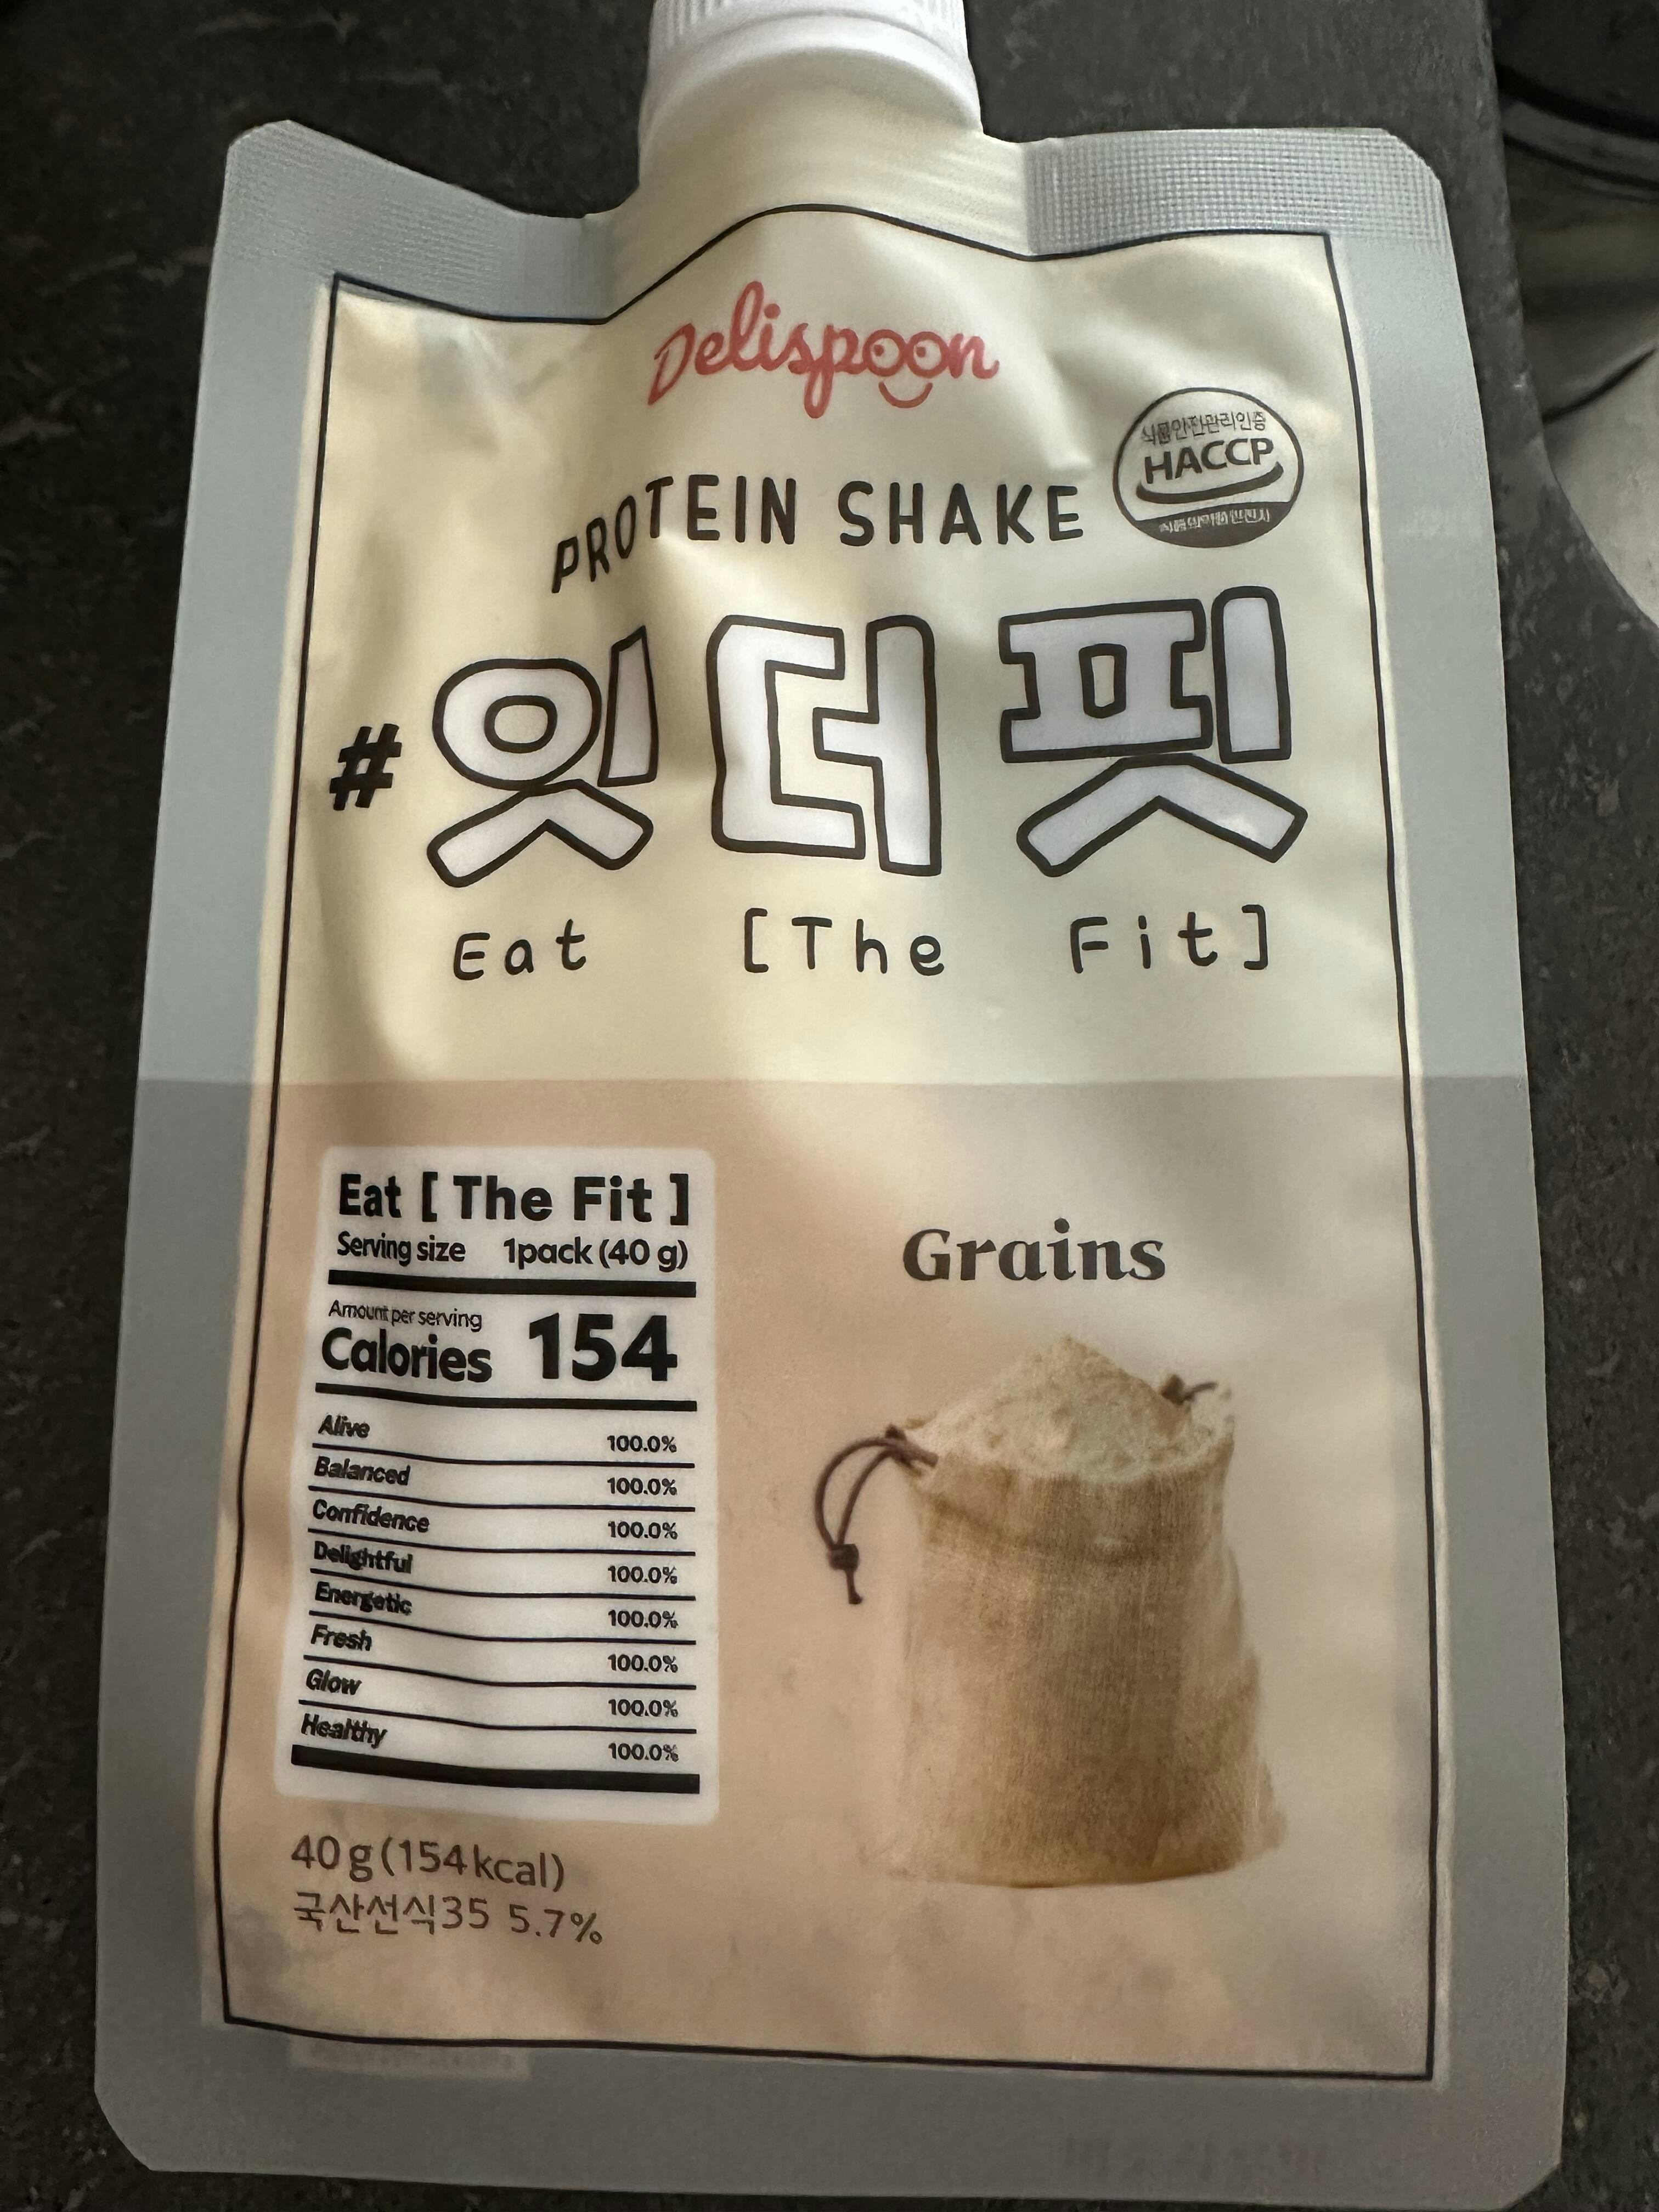 Delispoon
식품안전관리인증
HACCP
PROTEIN SHAKE
#잇더핏
Eat [The Fit]
Eat [ The Fit ]
Serving size 1pack (40 g)
Amount per serving
Calories 154
Alive 100.0%
Balanced 100.0%
Confidence 100.0%
Delightful 100.0%
Energetic 100.0%
Fresh 100.0%
Glow 100.0%
Healthy 100.0%
Grains
40 g (154 kcal)
국산선식35 5.7%